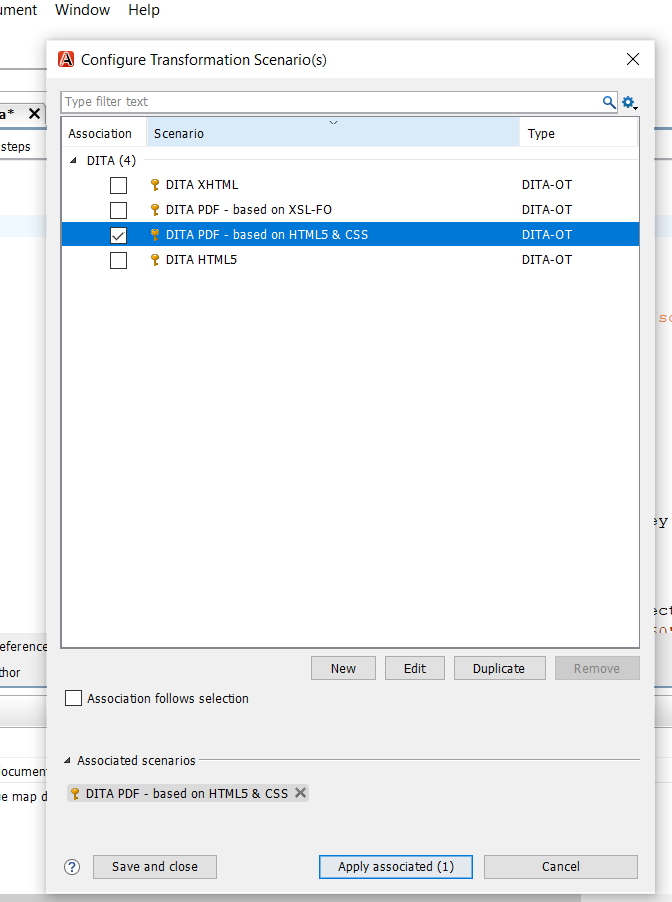 ument Window Help
Configure Transformation Scenario(s)
Type filter text
a*
steps
Association Scenario Type
DITA (4)
DITA XHTML DITA-OT
DITA PDF - based on XSL-FO DITA-OT
DITA PDF - based on HTML5 & CSS DITA-OT
DITA HTML5 DITA-OT
so
ey
ect
eference
thor
New Edit Duplicate Remove
Association follows selection
Associated scenarios
ocument
e map d
DITA PDF - based on HTML5 & CSS
? Save and close Apply associated (1) Cancel